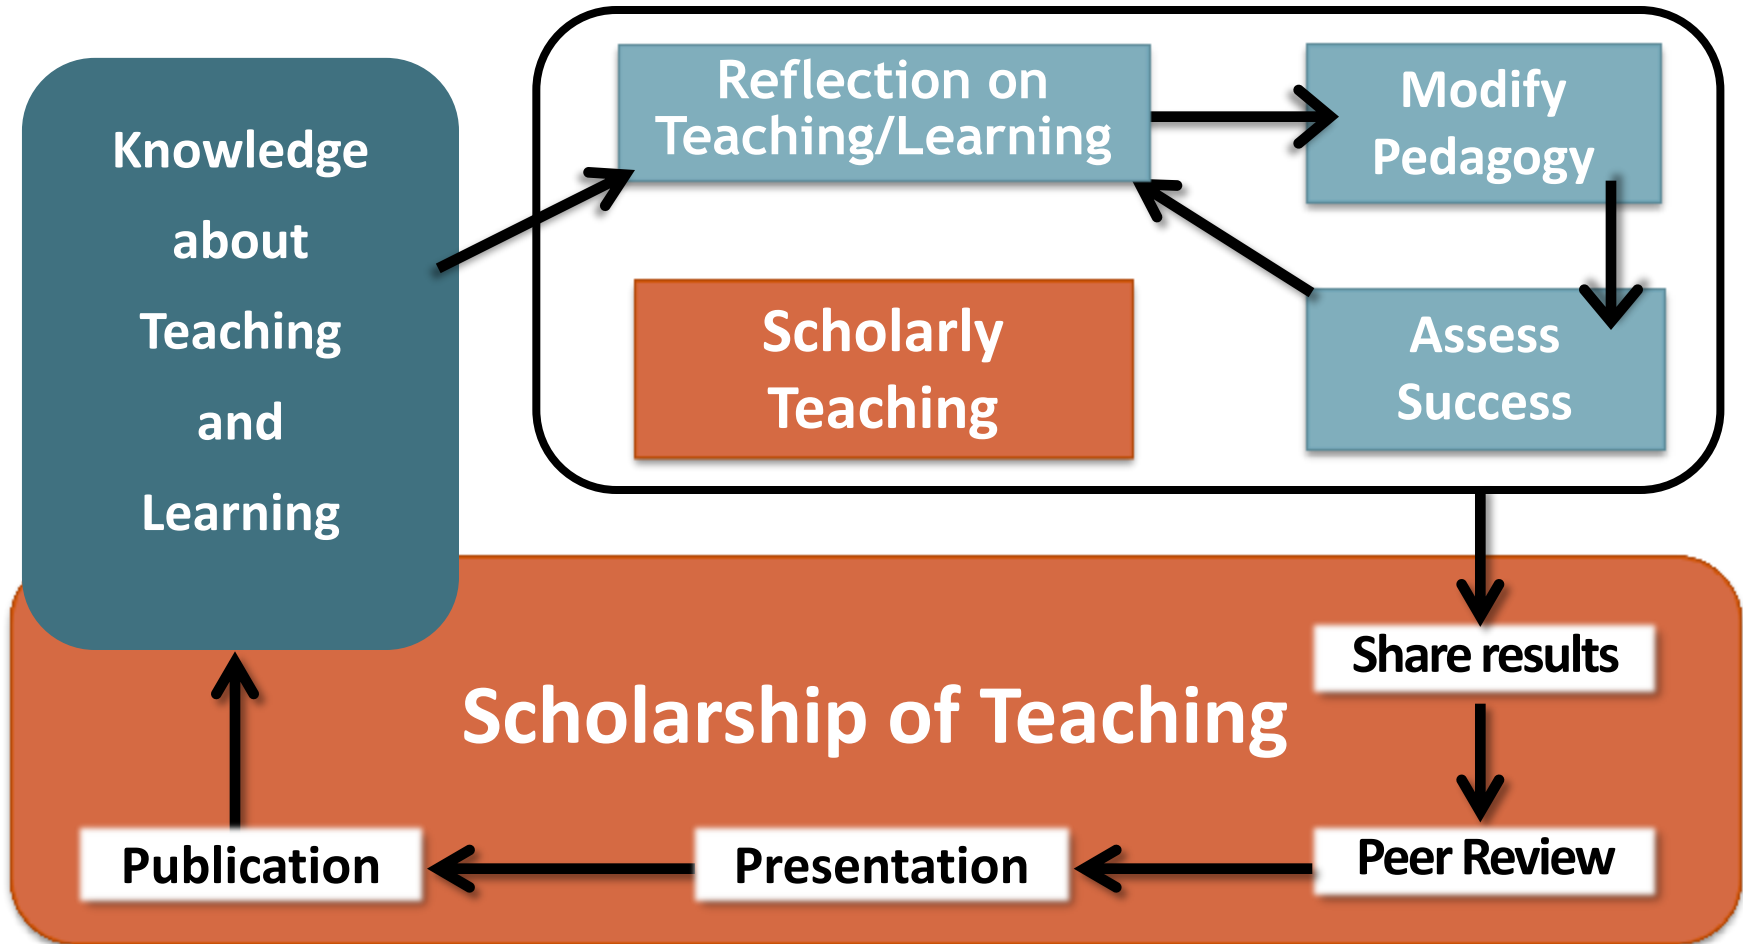 Knowledge
about
Teaching
and
Learning
Reflection on
Teaching/Learning
Modify
Pedagogy
Scholarly
Teaching
Assess
Success
Share results
Scholarship of Teaching
Peer Review
Presentation
Publication